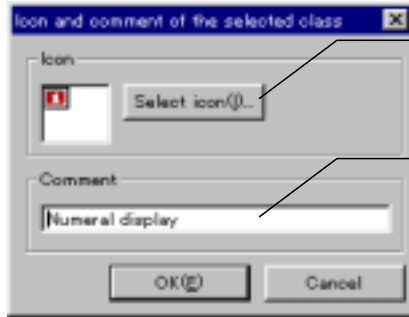 Icon and comment of the selected class
Icon
Select icon(I)...
Comment
Numeral display
OK(E)
Cancel